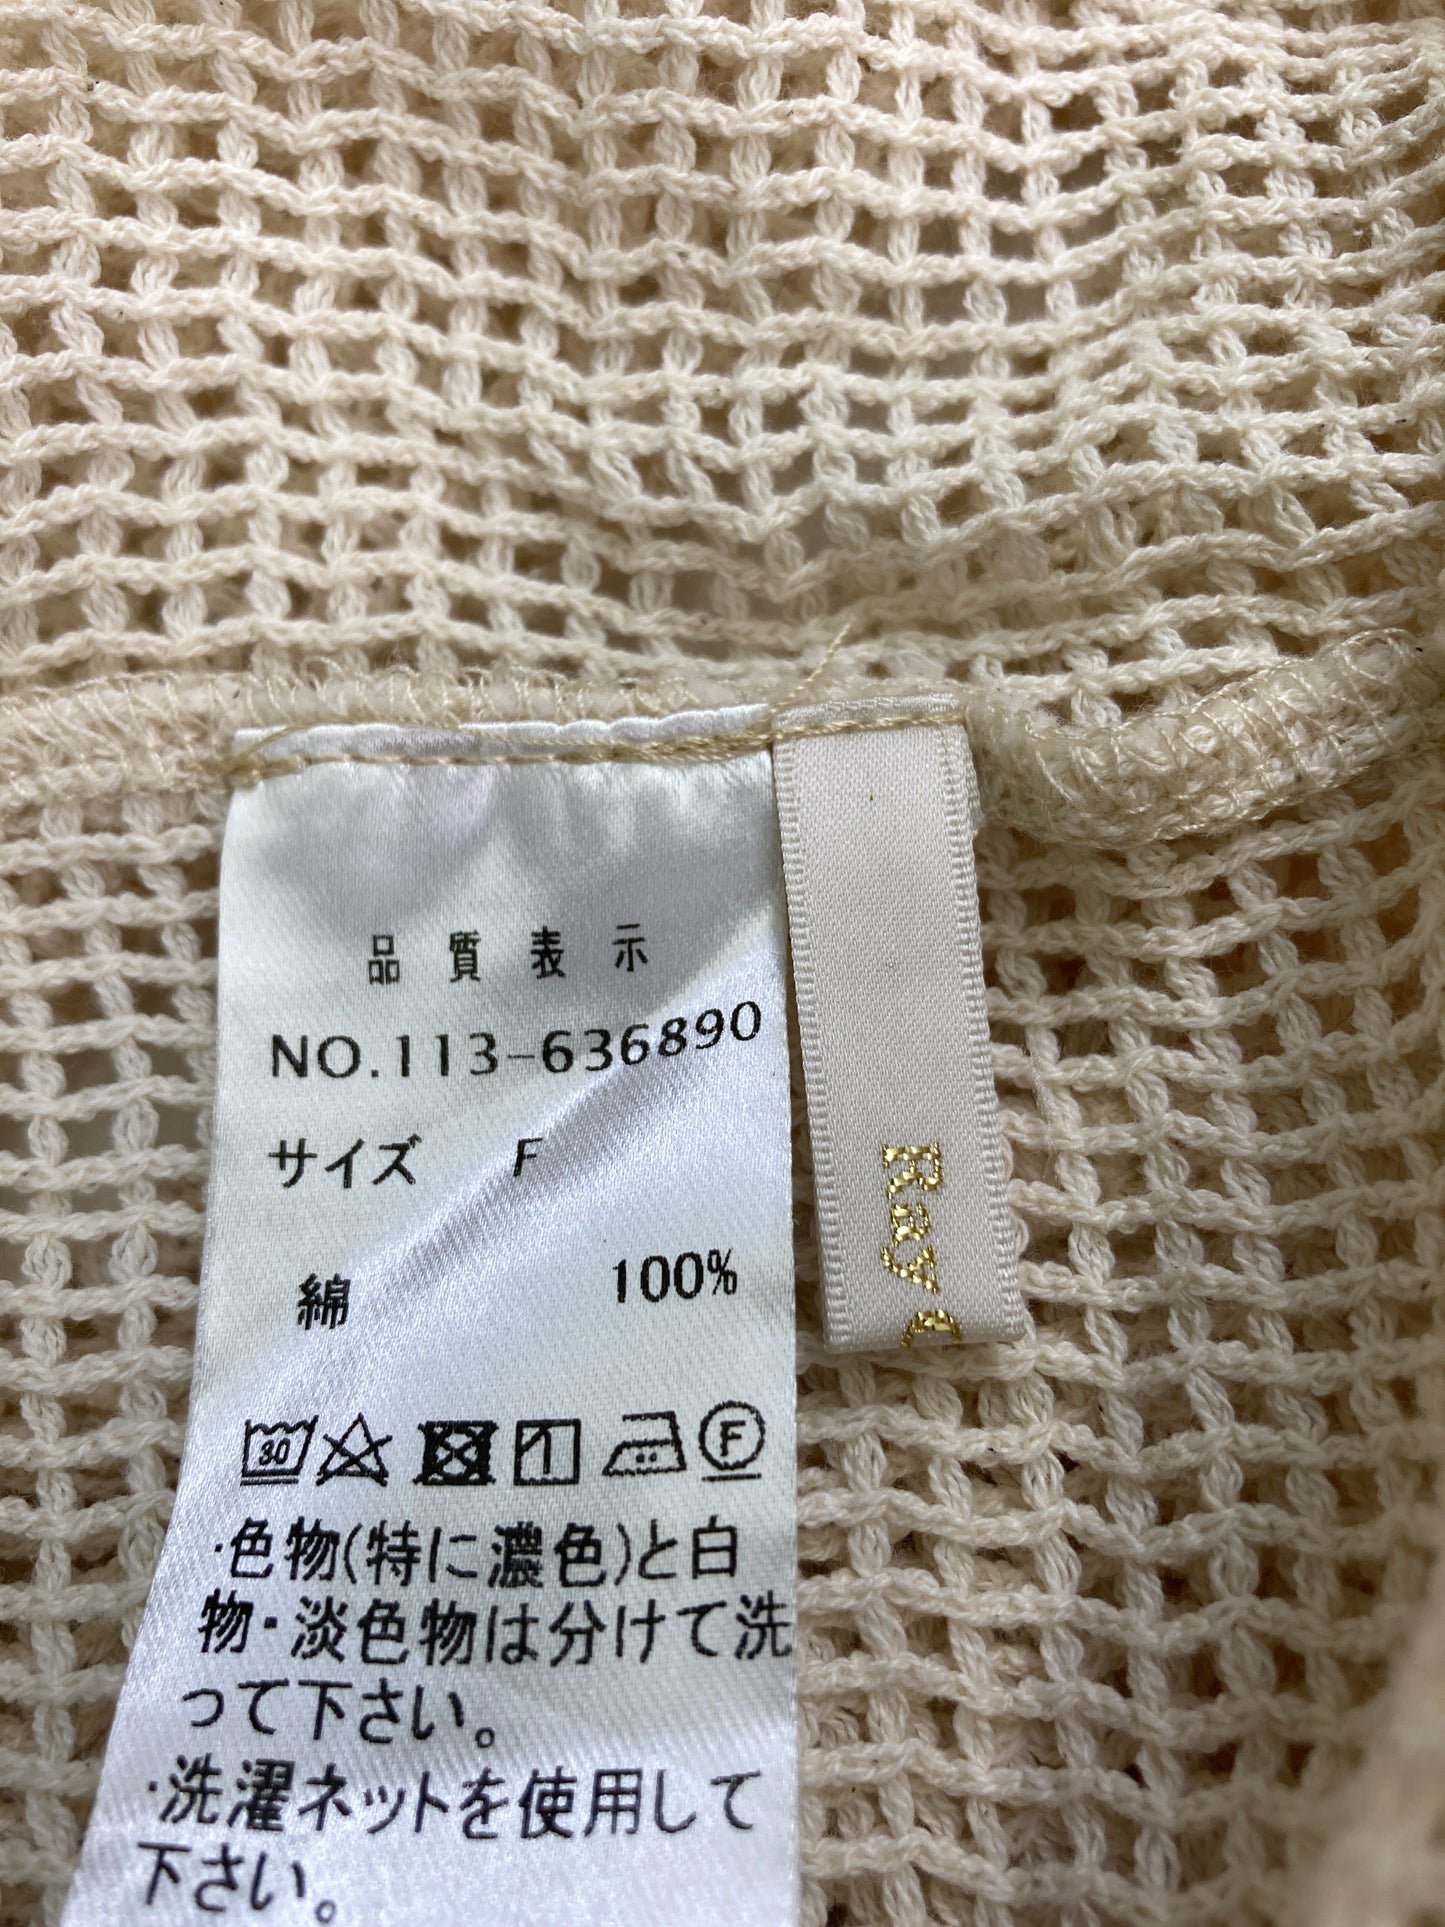 品質表示
NO.113-636890
サイズ F
綿 100%
30 F
・色物(特に濃色)と白
物・淡色物は分けて洗
って下さい。
・洗濯ネットを使用して
下さい。
Ray